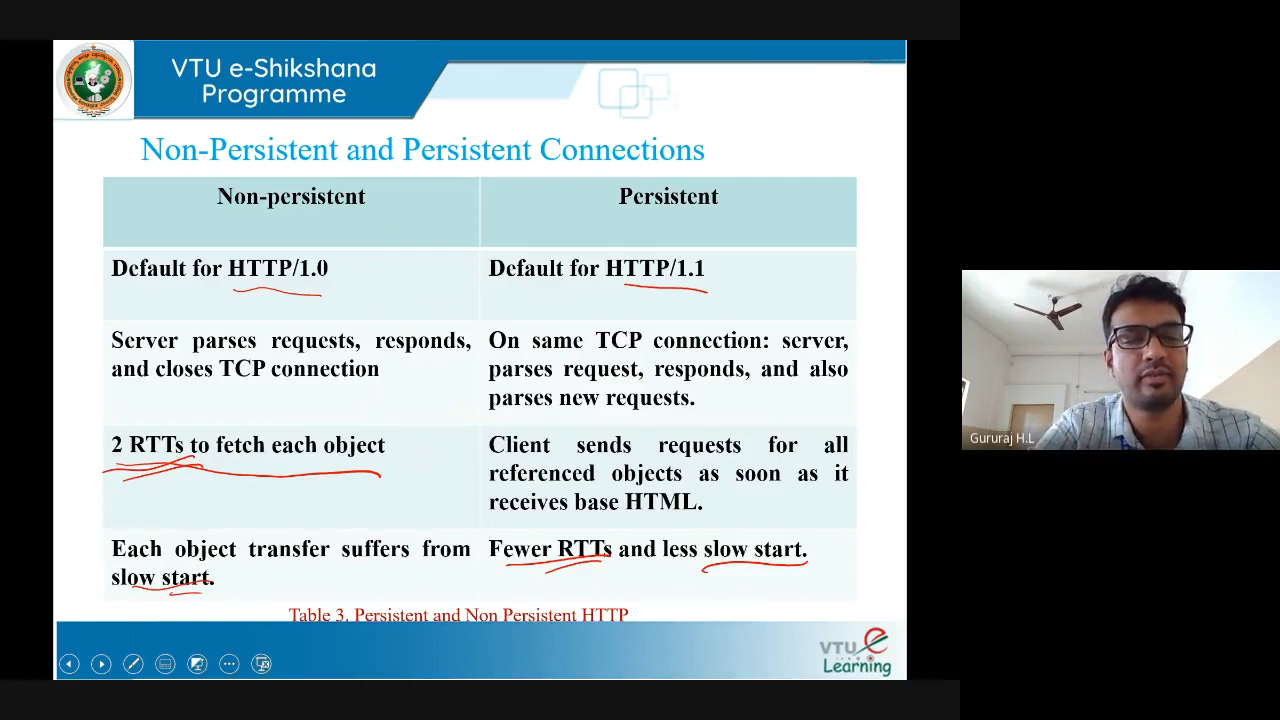 VTU e-Shikshana
Programme
Non-Persistent and Persistent Connections
Non-persistent
Persistent
Default for HTTP/1.0
Default for HTTP/1.1
Server parses requests, responds,
and closes TCP connection
On same TCP connection: server,
parses request, responds, and also
parses new requests.
2 RTTs to fetch each object
Client sends requests for all
referenced objects as soon as it
receives base HTML.
Each object transfer suffers from
slow start.
Fewer RTTs and less slow start.
Table 3. Persistent and Non Persistent HTTP
Gururaj H.L
VTU e
Learning